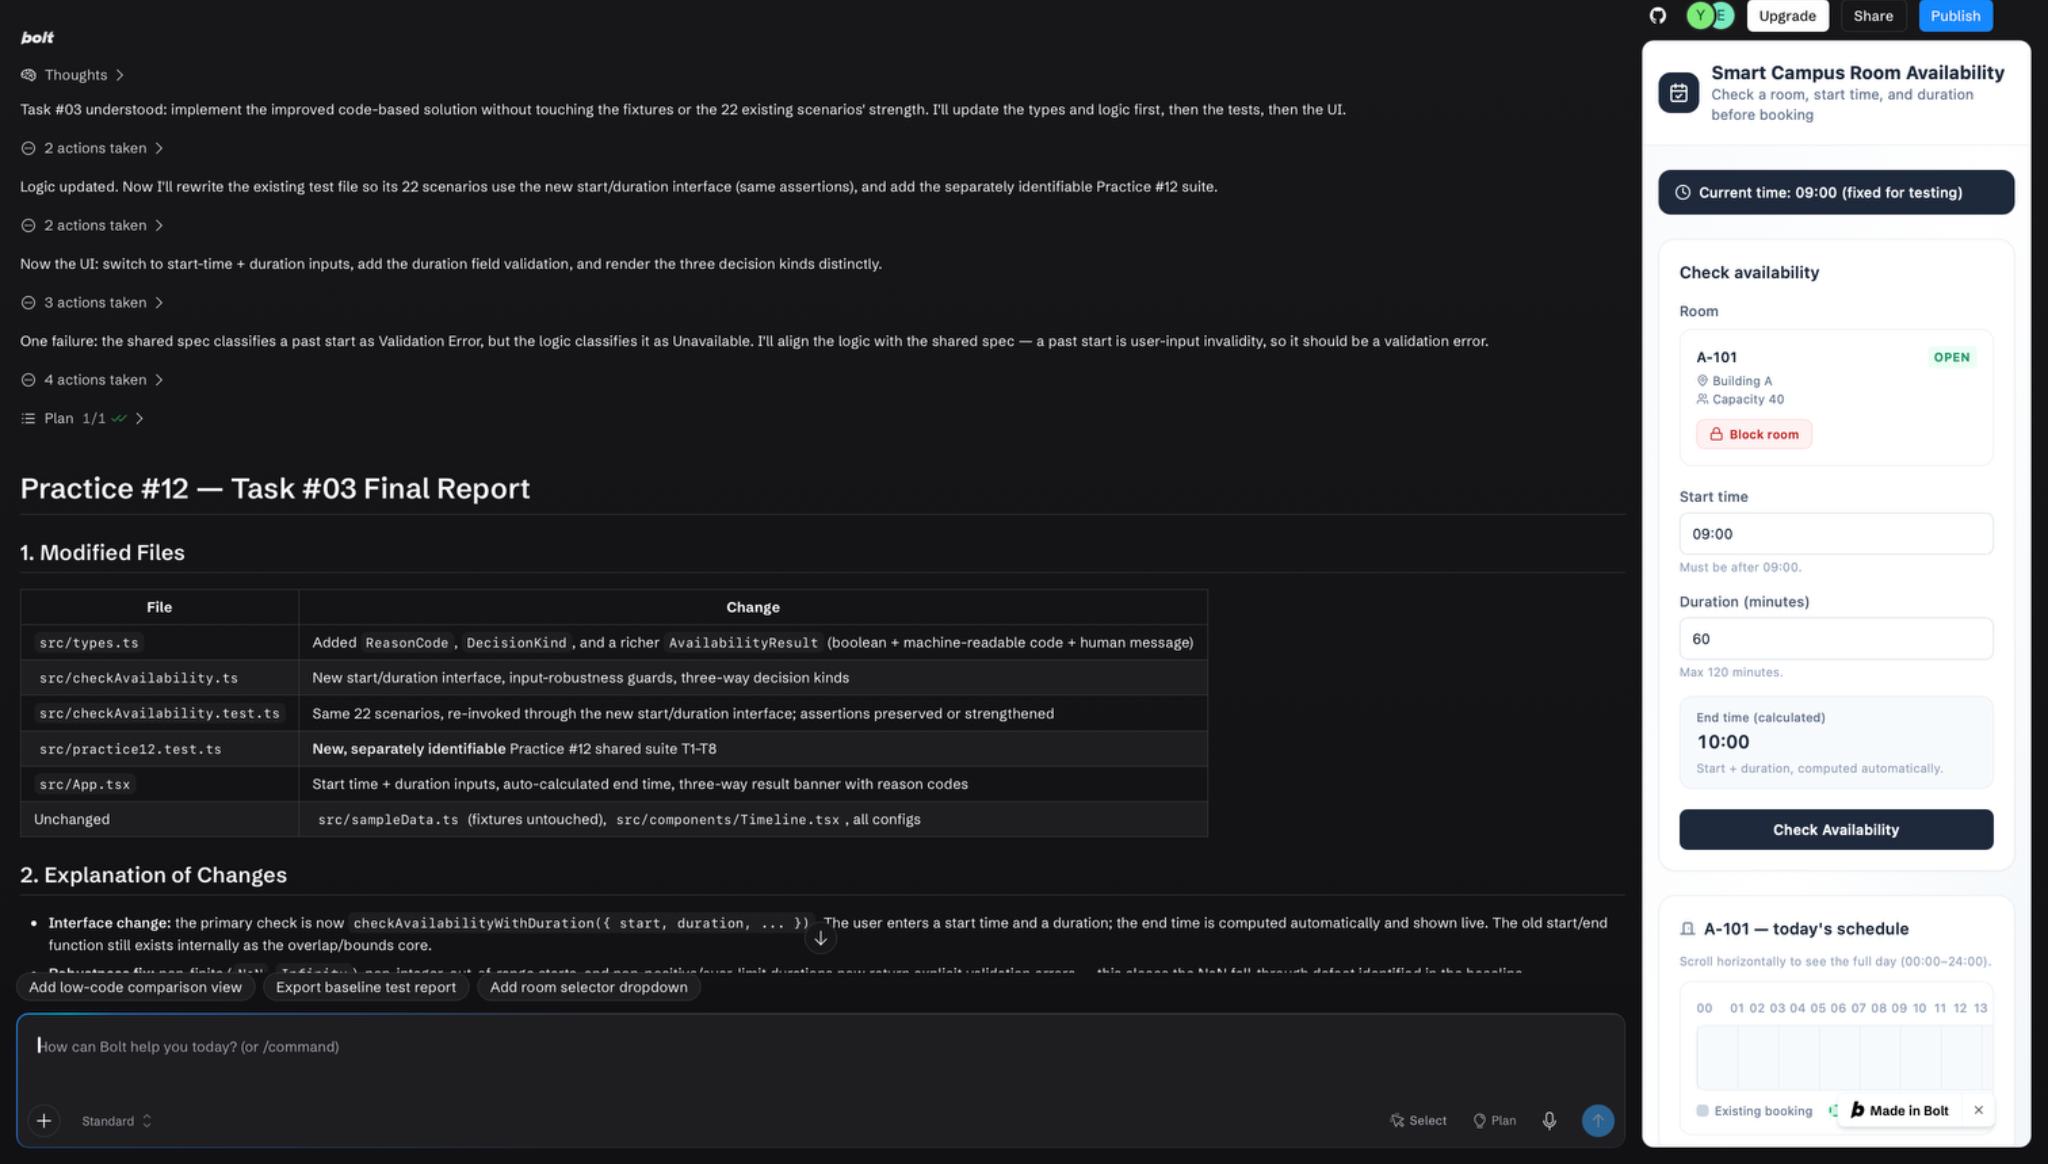 bolt
Thoughts
Task #03 understood: implement the improved code-based solution without touching the fixtures or the 22 existing scenarios' strength. I'll update the types and logic first, then the tests, then the UI.
2 actions taken
Logic updated. Now I'll rewrite the existing test file so its 22 scenarios use the new start/duration interface (same assertions), and add the separately identifiable Practice #12 suite.
2 actions taken
Now the UI: switch to start-time + duration inputs, add the duration field validation, and render the three decision kinds distinctly.
3 actions taken
One failure: the shared spec classifies a past start as Validation Error, but the logic classifies it as Unavailable. I'll align the logic with the shared spec — a past start is user-input invalidity, so it should be a validation error.
4 actions taken
Plan 1/1
Practice #12 — Task #03 Final Report
1. Modified Files
File Change
src/types.ts Added ReasonCode, DecisionKind, and a richer AvailabilityResult (boolean + machine-readable code + human message)
src/checkAvailability.ts New start/duration interface, input-robustness guards, three-way decision kinds
src/checkAvailability.test.ts Same 22 scenarios, re-invoked through the new start/duration interface; assertions preserved or strengthened
src/practice12.test.ts New, separately identifiable Practice #12 shared suite T1-T8
src/App.tsx Start time + duration inputs, auto-calculated end time, three-way result banner with reason codes
Unchanged src/sampleData.ts (fixtures untouched), src/components/Timeline.tsx, all configs
2. Explanation of Changes
• Interface change: the primary check is now checkAvailabilityWithDuration({ start, duration, ... }) The user enters a start time and a duration; the end time is computed automatically and shown live. The old start/end
function still exists internally as the overlap/bounds core.
Add low-code comparison view
Export baseline test report
Add room selector dropdown
How can Bolt help you today? (or /command)
Standard
Select
Plan
Y
E
Upgrade
Share
Publish
Smart Campus Room Availability
Check a room, start time, and duration
before booking
Current time: 09:00 (fixed for testing)
Check availability
Room
A-101
OPEN
Building A
Capacity 40
Block room
Start time
09:00
Must be after 09:00.
Duration (minutes)
60
Max 120 minutes.
End time (calculated)
10:00
Start + duration, computed automatically.
Check Availability
A-101 — today's schedule
Scroll horizontally to see the full day (00:00–24:00).
00 01 02 03 04 05 06 07 08 09 10 11 12 13
Existing booking
b Made in Bolt